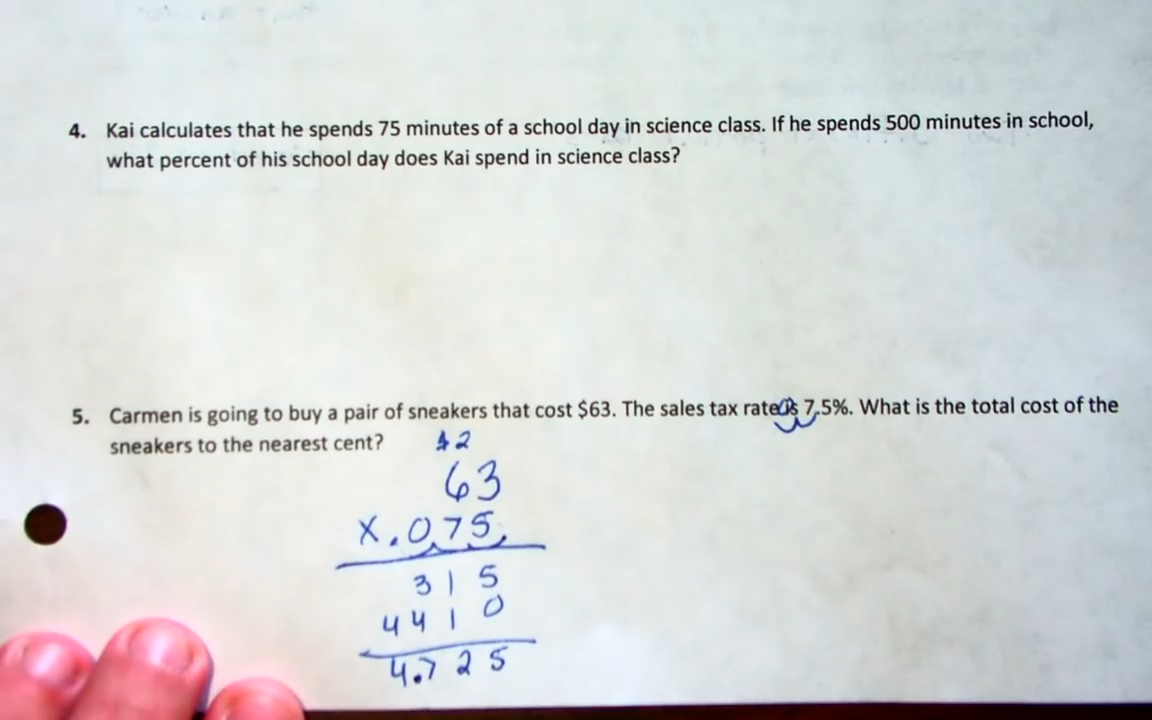 4. Kai calculates that he spends 75 minutes of a school day in science class. If he spends 500 minutes in school,
what percent of his school day does Kai spend in science class?
5. Carmen is going to buy a pair of sneakers that cost $63. The sales tax rate is 7.5%. What is the total cost of the
sneakers to the nearest cent?
2
63
X.075
315
4410
4.725